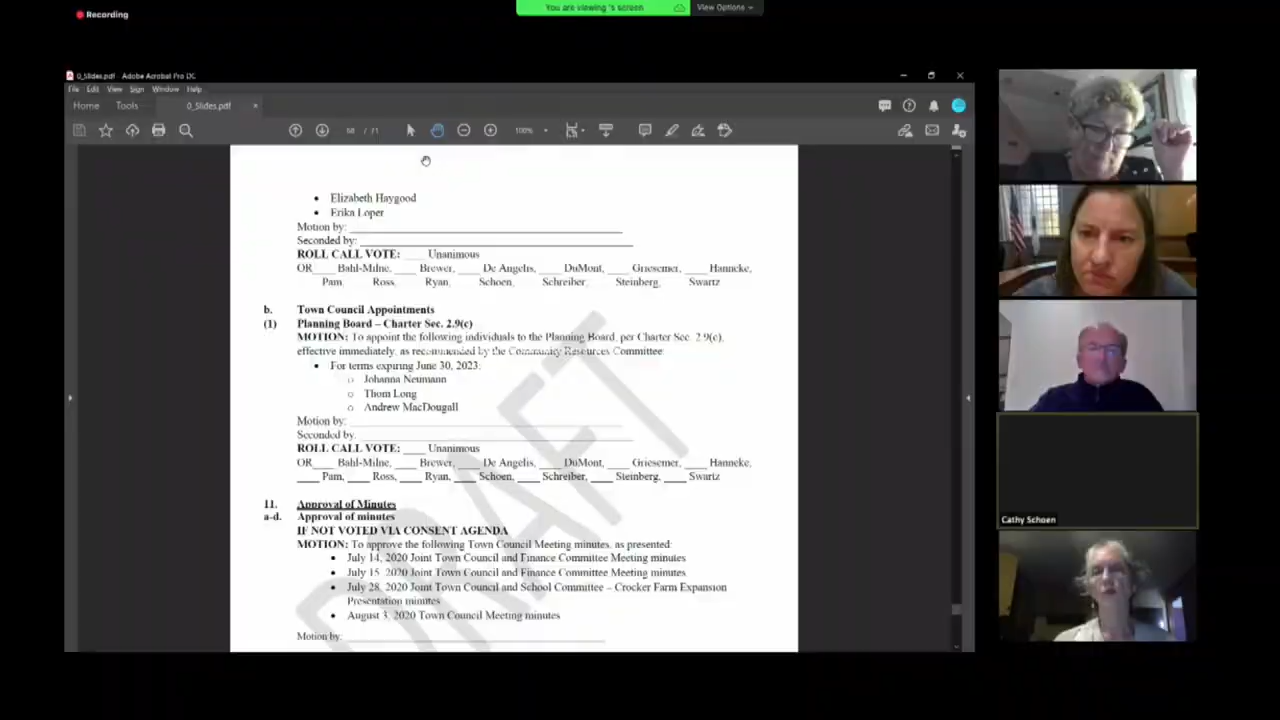 Recording
You are viewing 's screen
View Options
0_Slides.pdf - Adobe Acrobat Pro DC
File Edit View Sign Window Help
Home Tools 0_Slides.pdf ×
/ 71 100%
• Elizabeth Haygood
• Erika Loper
Motion by: ____
Seconded by: ____
ROLL CALL VOTE: ____ Unanimous
OR____ Bahl-Milne, ____ Brewer, ____ De Angelis, ____ DuMont, ____ Griesemer, ____ Hanneke,
Pam, Ross, Ryan, Schoen, Schreiber, Steinberg, Swartz
b. Town Council Appointments
(1) Planning Board – Charter Sec. 2.9(c)
MOTION: To appoint the following individuals to the Planning Board, per Charter Sec. 2.9(c),
effective immediately, as recommended by the Community Resources Committee:
• For terms expiring June 30, 2023:
○ Johanna Neumann
○ Thom Long
○ Andrew MacDougall
Motion by: ____
Seconded by: ____
ROLL CALL VOTE: ____ Unanimous
OR____ Bahl-Milne, ____ Brewer, ____ De Angelis, ____ DuMont, ____ Griesemer, ____ Hanneke,
____ Pam, ____ Ross, ____ Ryan, ____ Schoen, ____ Schreiber, ____ Steinberg, ____ Swartz
11. Approval of Minutes
a-d. Approval of minutes
IF NOT VOTED VIA CONSENT AGENDA
MOTION: To approve the following Town Council Meeting minutes, as presented:
• July 14, 2020 Joint Town Council and Finance Committee Meeting minutes
• July 15, 2020 Joint Town Council and Finance Committee Meeting minutes
• July 28, 2020 Joint Town Council and School Committee – Crocker Farm Expansion
Presentation minutes
• August 3, 2020 Town Council Meeting minutes
Motion by: ____
DRAFT
Cathy Schoen